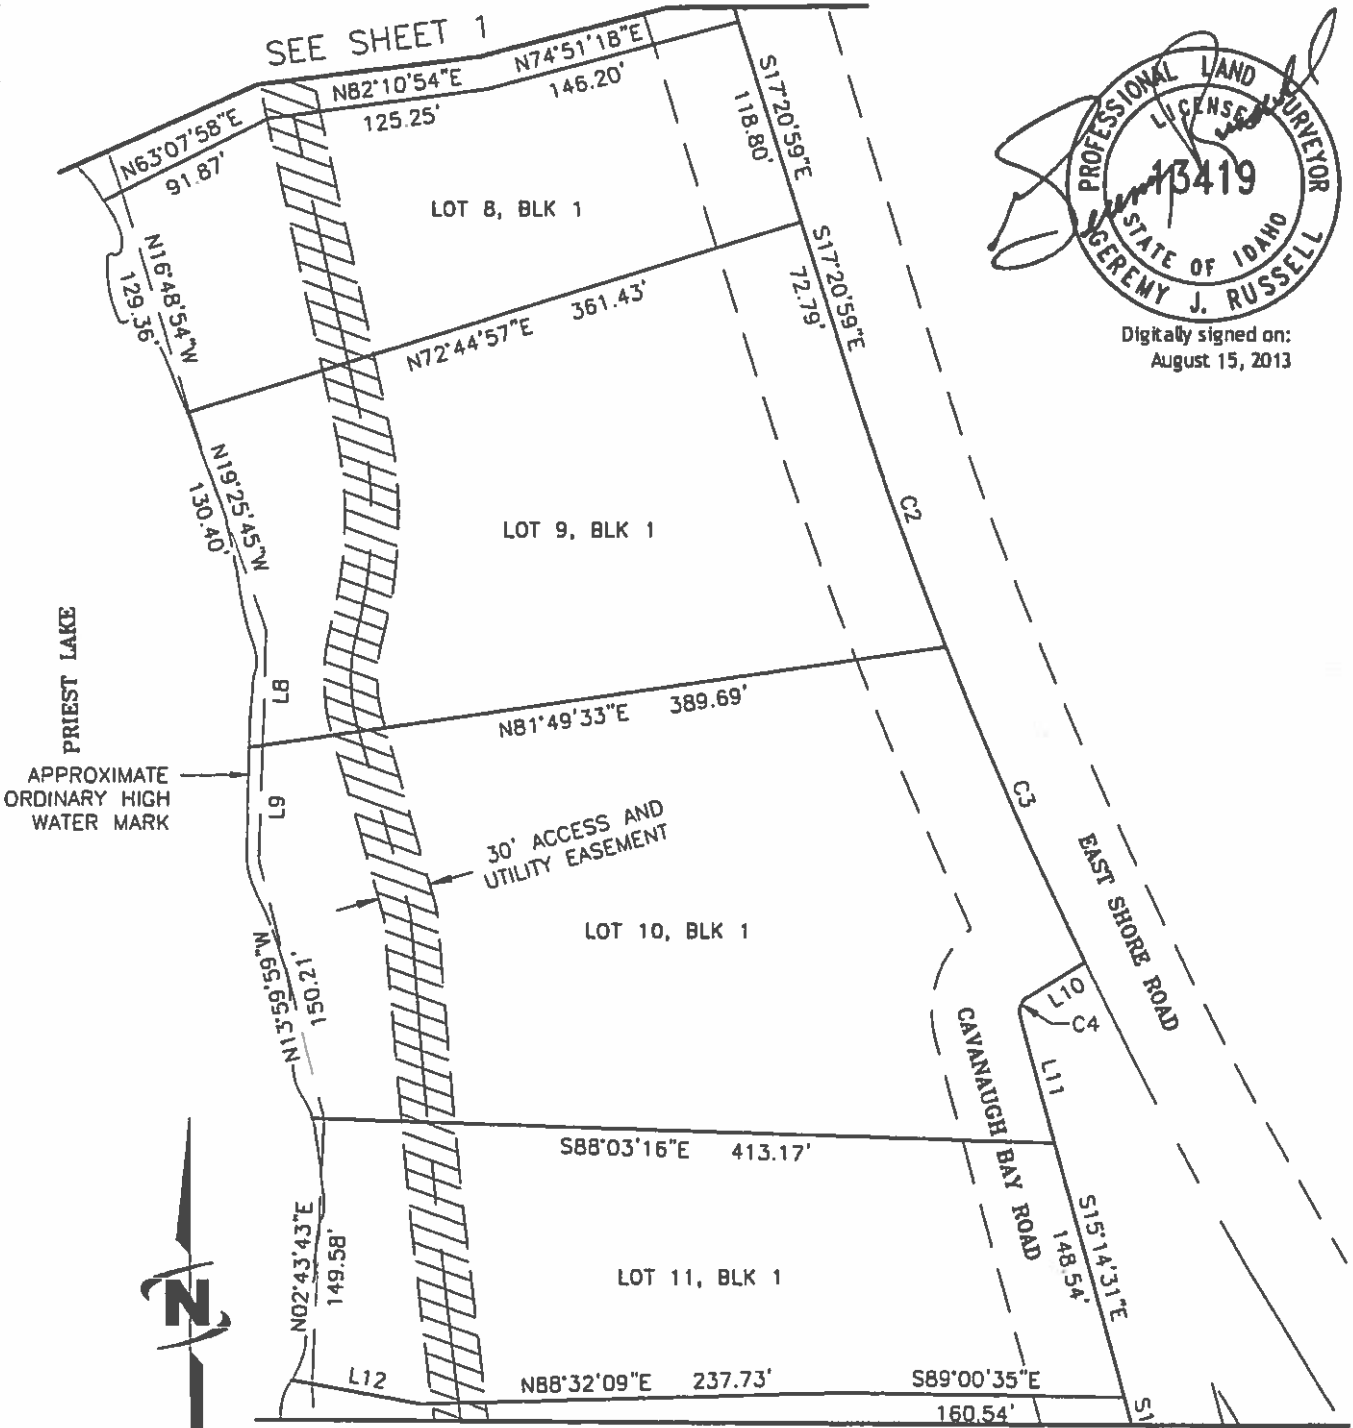 SEE SHEET 1
N63°07'58"E
91.87'
N82°10'54"E
125.25'
N74°51'18"E
146.20'
S17°20'59"E
118.80'
PROFESSIONAL LAND SURVEYOR
LICENSED
13419
STATE OF IDAHO
GEREMY J. RUSSELL
Digitally signed on:
August 15, 2013
LOT 8, BLK 1
N16°48'54"W
129.36'
N72°44'57"E 361.43'
S17°20'59"E
72.79'
N19°25'45"W
130.40'
LOT 9, BLK 1
C2
PRIEST LAKE
L8
N81°49'33"E 389.69'
APPROXIMATE
ORDINARY HIGH
WATER MARK
L9
C3
30' ACCESS AND
UTILITY EASEMENT
EAST SHORE ROAD
LOT 10, BLK 1
N13°59'59"W
150.21'
L10
C4
CAVANAUGH BAY ROAD
L11
S88°03'16"E 413.17'
N02°43'43"E
149.58'
S15°14'31"E
148.54'
LOT 11, BLK 1
N
L12
N88°32'09"E 237.73'
S89°00'35"E
160.54'
S1